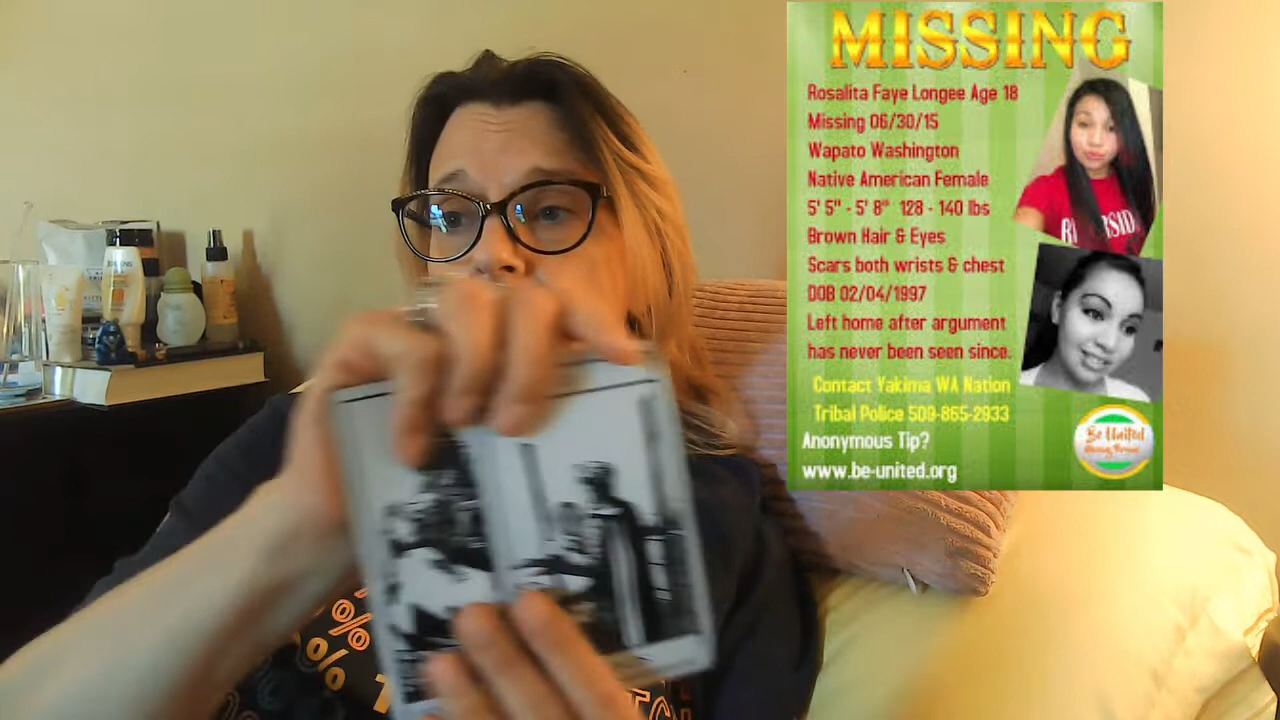 MISSING
Rosalita Faye Longee Age 18
Missing 06/30/15
Wapato Washington
Native American Female
5' 5" - 5' 8" 128 - 140 lbs
Brown Hair & Eyes
Scars both wrists & chest
DOB 02/04/1997
Left home after argument
has never been seen since.
Contact Yakima WA Nation
Tribal Police 509-865-2933
Anonymous Tip?
www.be-united.org
Be United
%
%